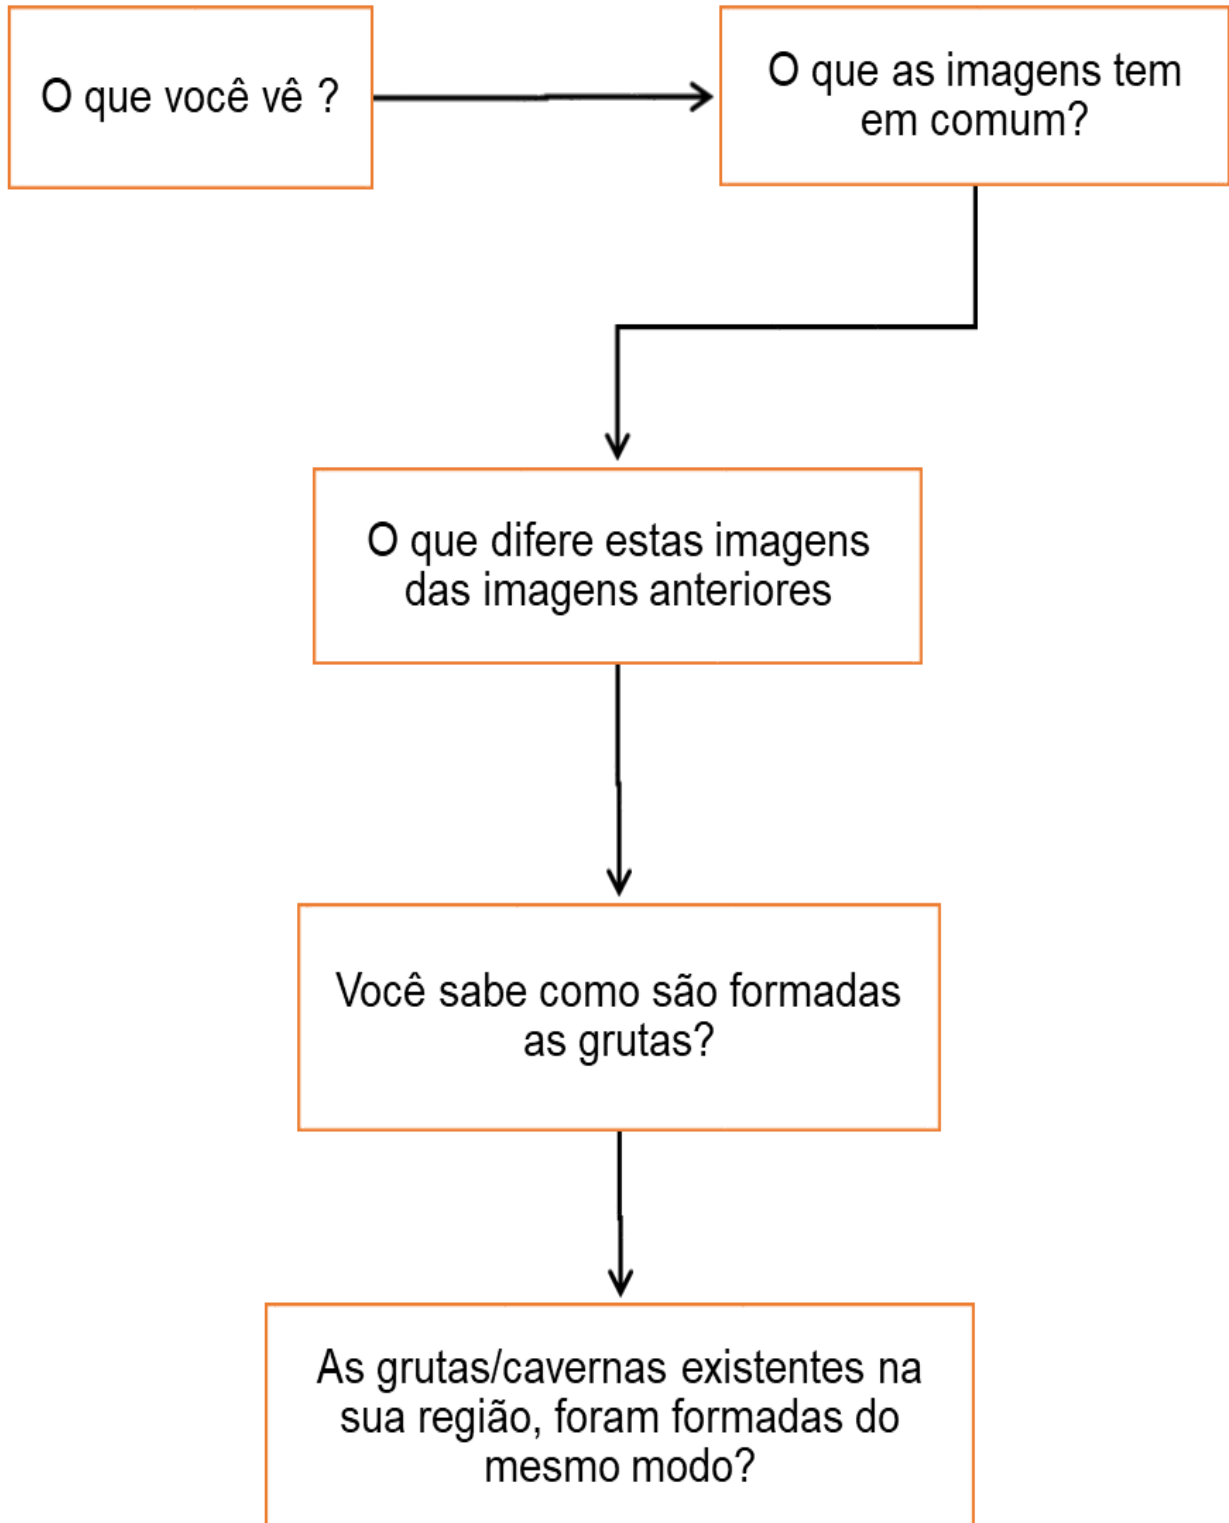 O que você vê ?
O que as imagens tem
em comum?
O que difere estas imagens
das imagens anteriores
Você sabe como são formadas
as grutas?
As grutas/cavernas existentes na
sua região, foram formadas do
mesmo modo?